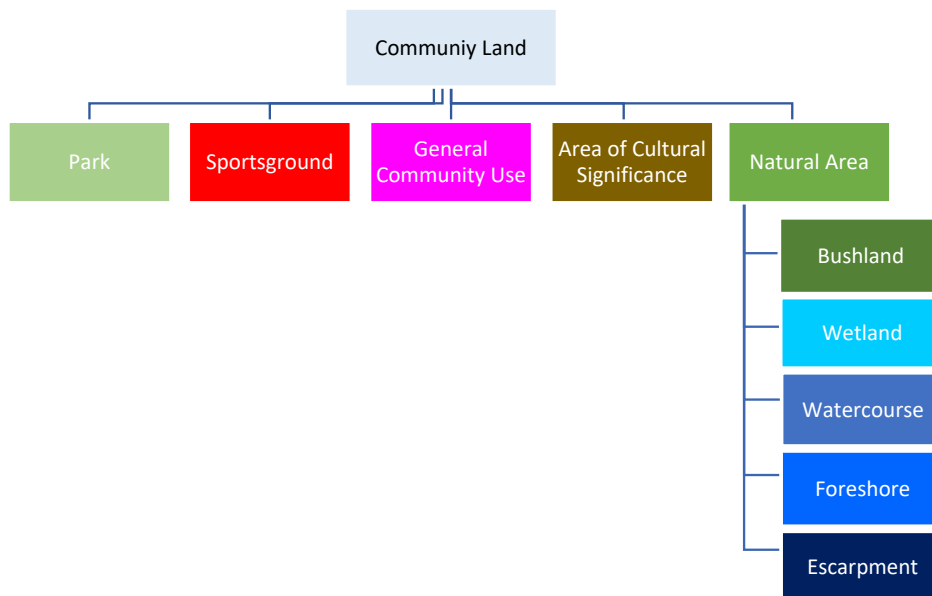 Communiy Land
Park
Sportsground
General
Community Use
Area of Cultural
Significance
Natural Area
Bushland
Wetland
Watercourse
Foreshore
Escarpment